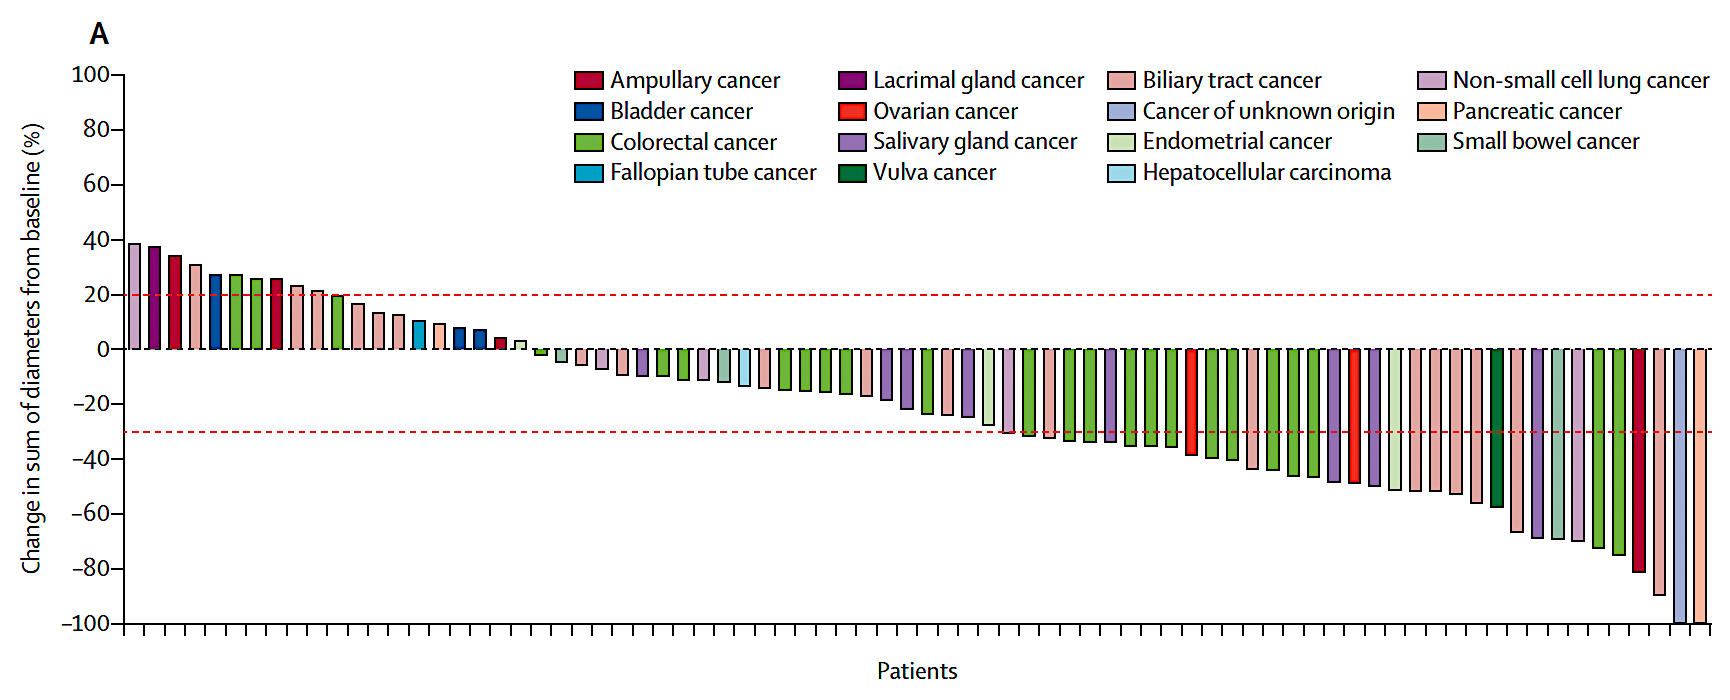 A
100
80
60
40
20
0
–20
–40
–60
–80
–100
Change in sum of diameters from baseline (%)
Ampullary cancer
Bladder cancer
Colorectal cancer
Fallopian tube cancer
Lacrimal gland cancer
Ovarian cancer
Salivary gland cancer
Vulva cancer
Biliary tract cancer
Cancer of unknown origin
Endometrial cancer
Hepatocellular carcinoma
Non-small cell lung cancer
Pancreatic cancer
Small bowel cancer
Patients